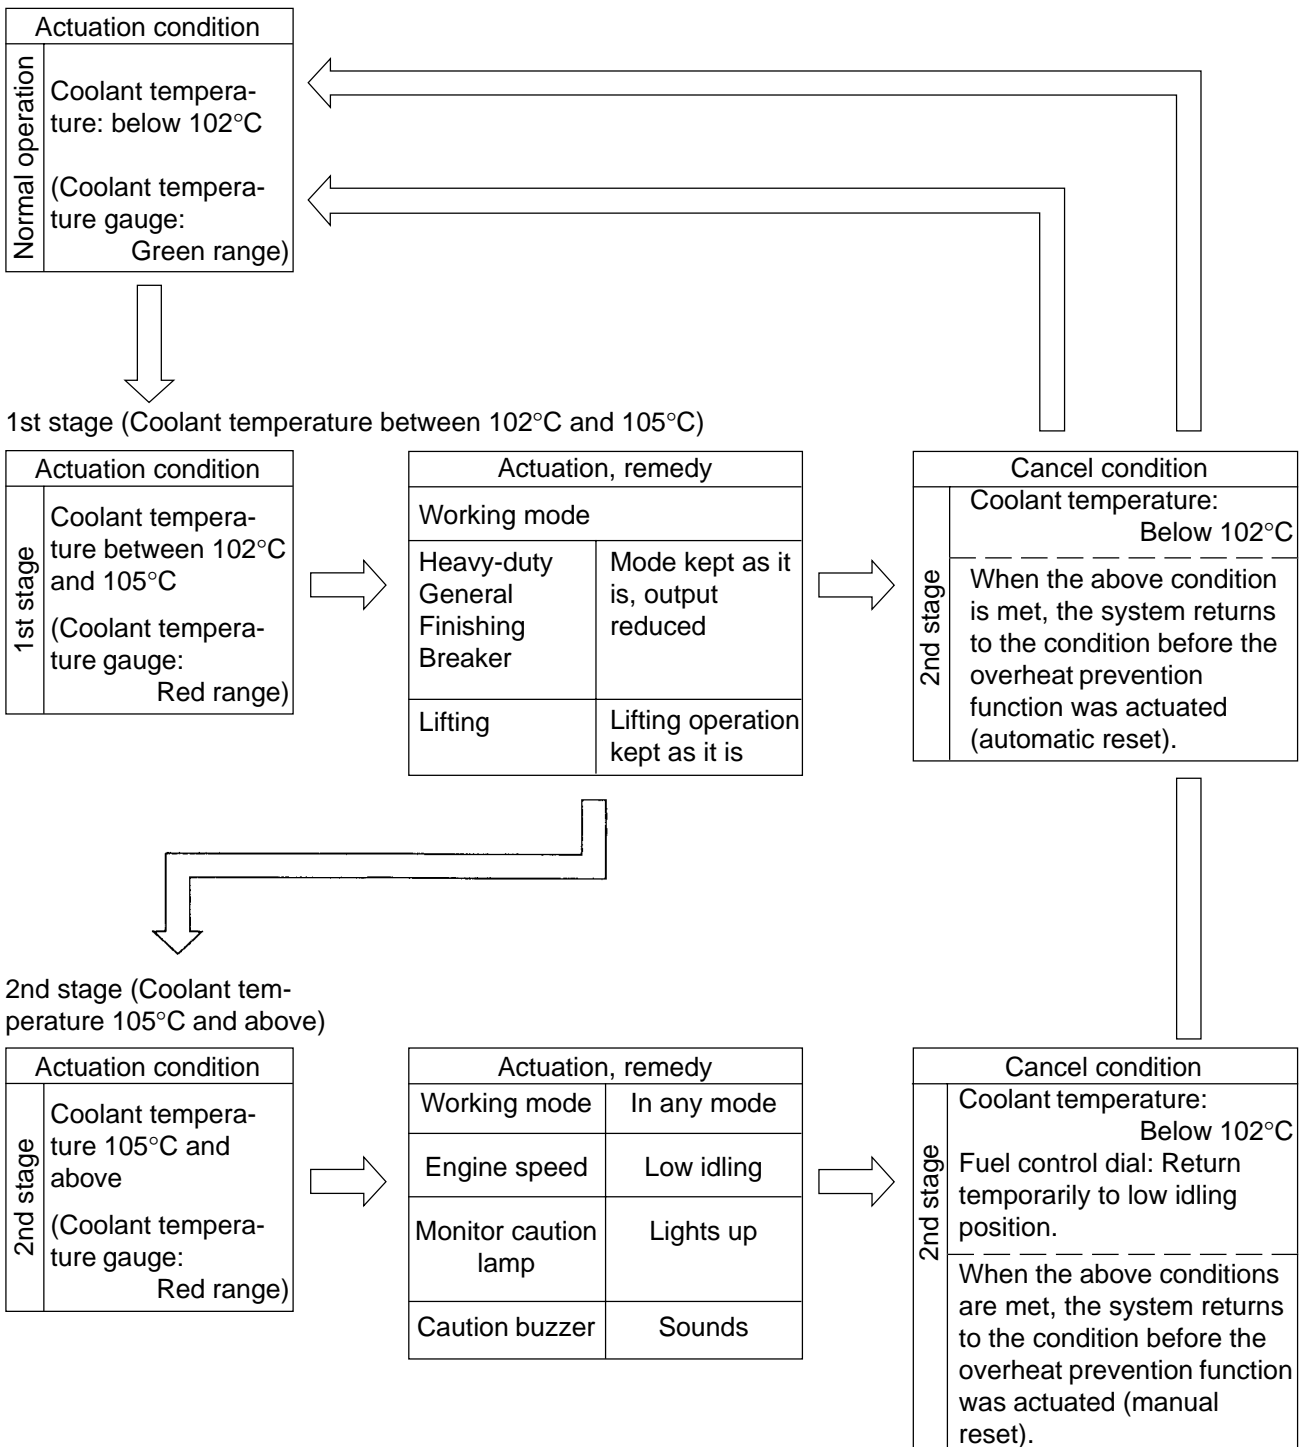 Actuation condition
Normal operation
Coolant tempera-
ture: below 102°C
(Coolant tempera-
ture gauge:
Green range)
1st stage (Coolant temperature between 102°C and 105°C)
Actuation condition
1st stage
Coolant tempera-
ture between 102°C
and 105°C
(Coolant tempera-
ture gauge:
Red range)
Actuation, remedy
Working mode
Heavy-duty
General
Finishing
Breaker
Mode kept as it
is, output
reduced
Lifting
Lifting operation
kept as it is
Cancel condition
2nd stage
Coolant temperature:
Below 102°C
When the above condition
is met, the system returns
to the condition before the
overheat prevention
function was actuated
(automatic reset).
2nd stage (Coolant tem-
perature 105°C and above)
Actuation condition
2nd stage
Coolant tempera-
ture 105°C and
above
(Coolant tempera-
ture gauge:
Red range)
Actuation, remedy
Working mode
In any mode
Engine speed
Low idling
Monitor caution
lamp
Lights up
Caution buzzer
Sounds
Cancel condition
2nd stage
Coolant temperature:
Below 102°C
Fuel control dial: Return
temporarily to low idling
position.
When the above conditions
are met, the system returns
to the condition before the
overheat prevention function
was actuated (manual
reset).